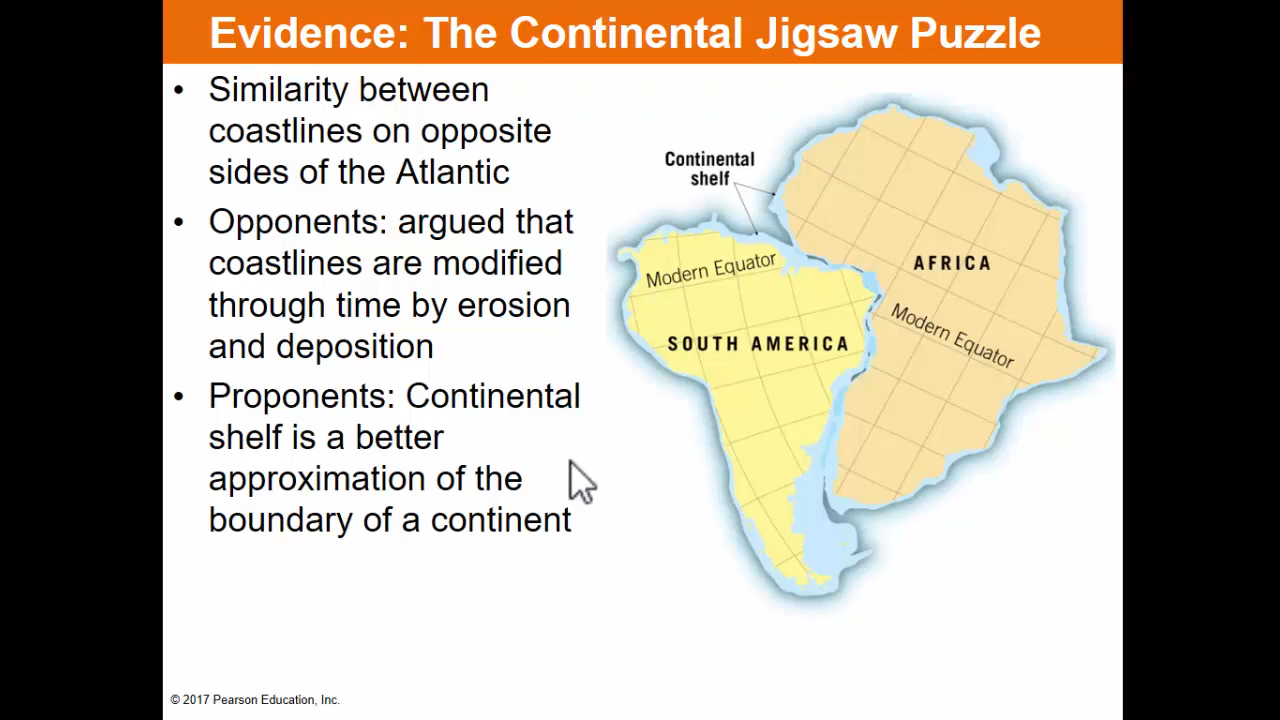 Evidence: The Continental Jigsaw Puzzle
• Similarity between
coastlines on opposite
sides of the Atlantic
• Opponents: argued that
coastlines are modified
through time by erosion
and deposition
• Proponents: Continental
shelf is a better
approximation of the
boundary of a continent
Continental
shelf
AFRICA
Modern Equator
SOUTH AMERICA
Modern Equator
© 2017 Pearson Education, Inc.